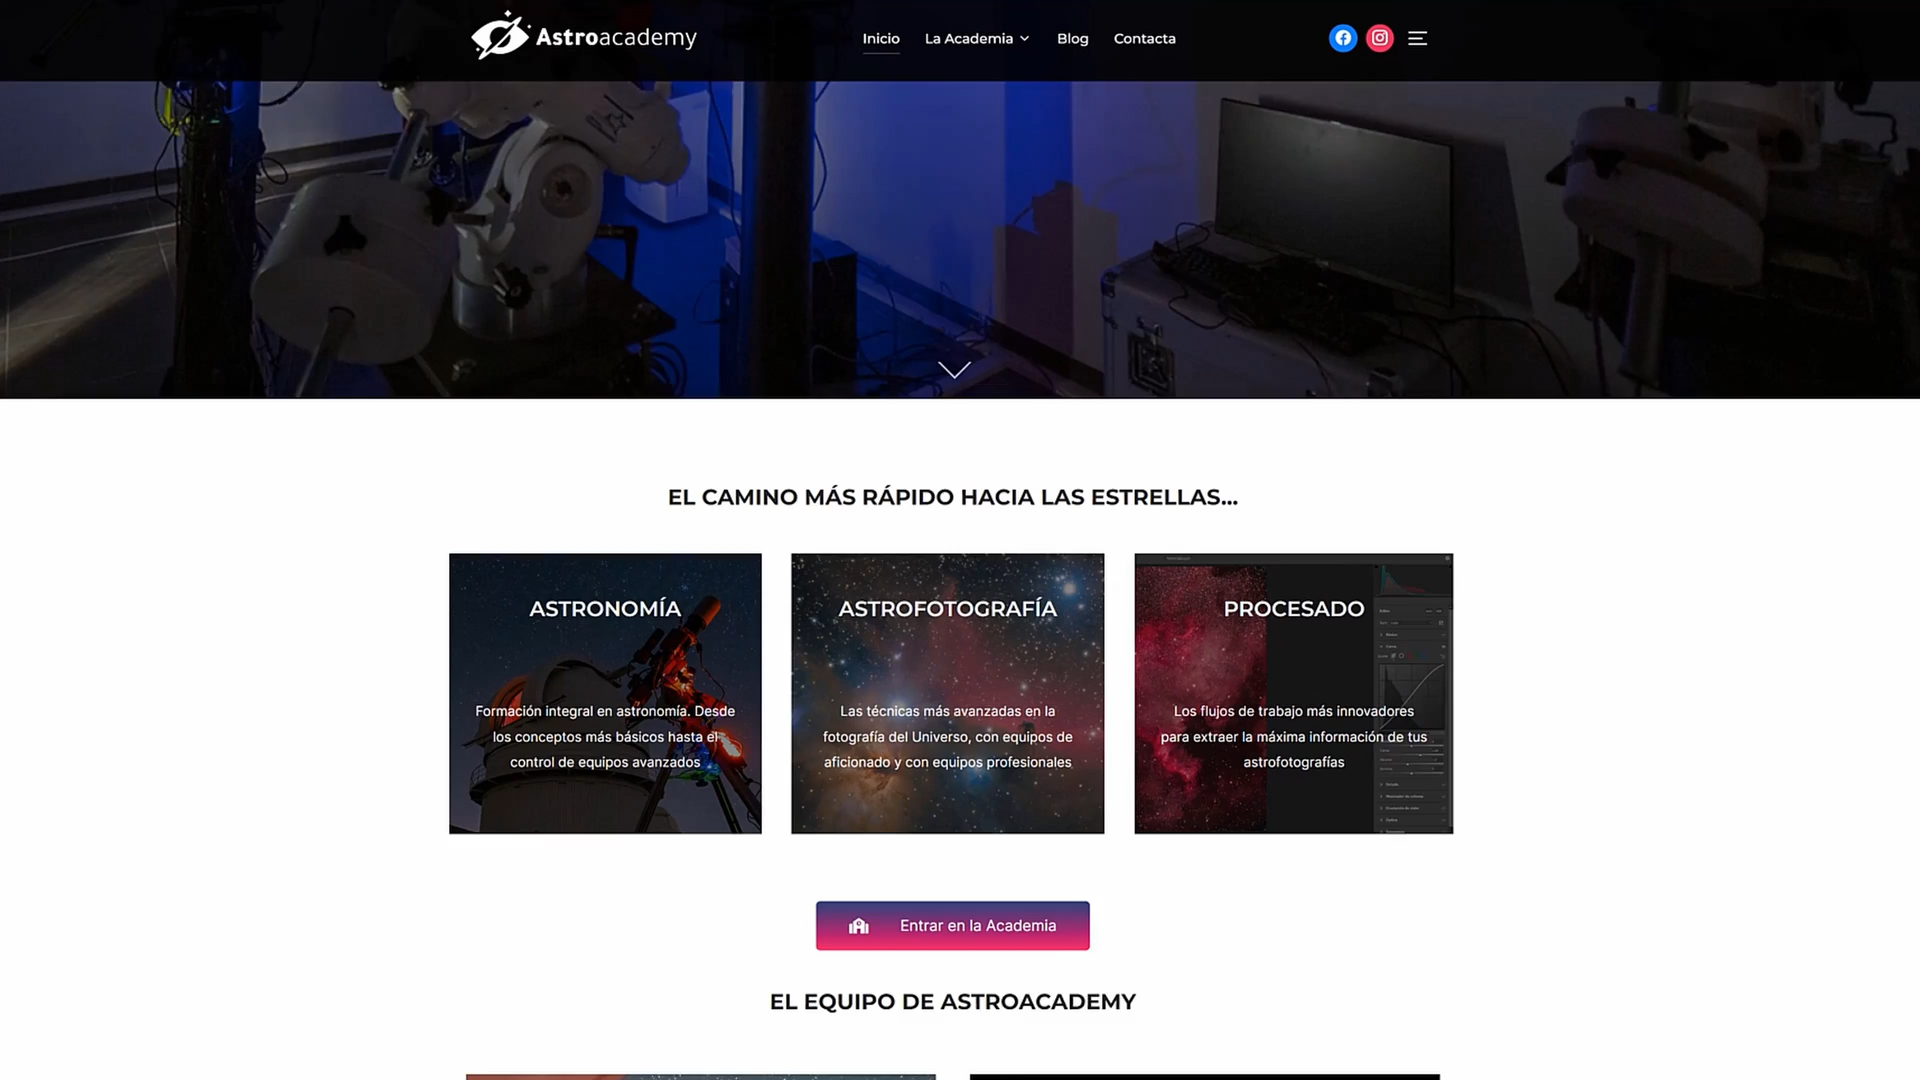 Astroacademy
Inicio
La Academia
Blog
Contacta
EL CAMINO MÁS RÁPIDO HACIA LAS ESTRELLAS...
ASTRONOMÍA
Formación integral en astronomía. Desde
los conceptos más básicos hasta el
control de equipos avanzados
ASTROFOTOGRAFÍA
Las técnicas más avanzadas en la
fotografía del Universo, con equipos de
aficionado y con equipos profesionales
PROCESADO
Los flujos de trabajo más innovadores
para extraer la máxima información de tus
astrofotografías
Entrar en la Academia
EL EQUIPO DE ASTROACADEMY